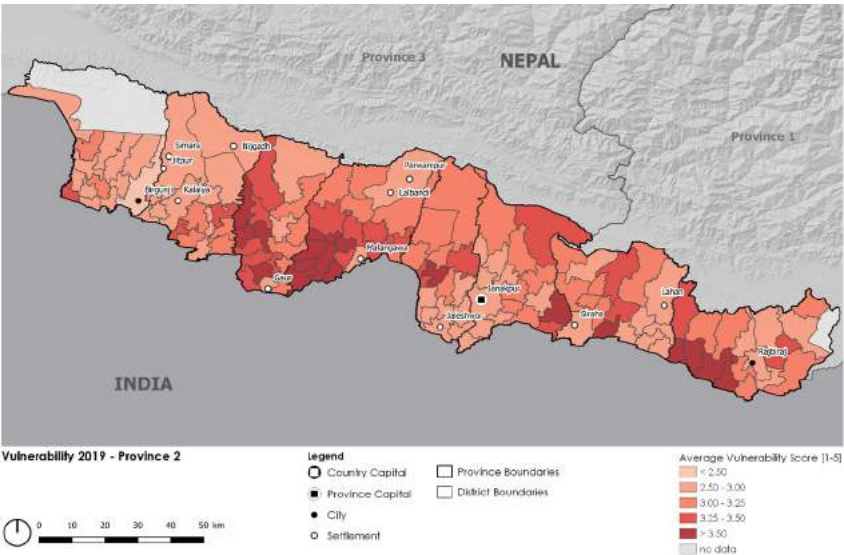 Province 3
NEPAL
Province 1
Simara
Jitpur
Nijgadh
Birgunj
Kalaiya
Parwanipur
Lalbandi
Malangawa
Gaur
Janakpur
Jaleshwor
Siraha
Lahan
Rajbiraj
INDIA
Vulnerability 2019 - Province 2
0 10 20 30 40 50 km
Legend
Country Capital
Province Capital
City
Settlement
Province Boundaries
District Boundaries
Average Vulnerability Score [1-5]
< 2.50
2.50 - 3.00
3.00 - 3.25
3.25 - 3.50
> 3.50
no data